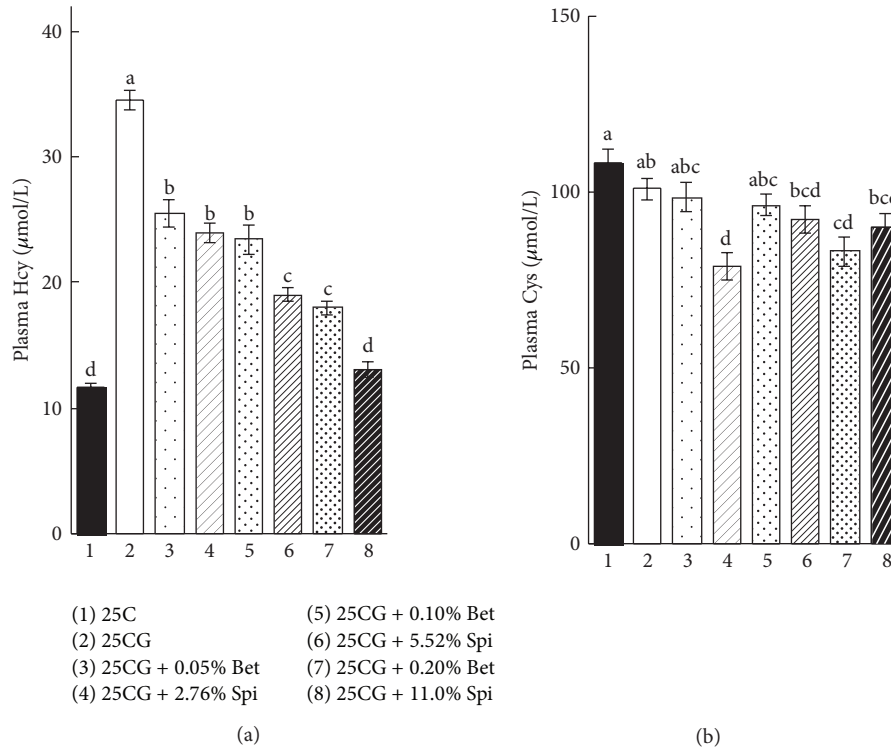 40
30
20
10
0
Plasma Hcy (μmol/L)
a
b
b
b
c
c
d
d
1 2 3 4 5 6 7 8
150
100
50
0
Plasma Cys (μmol/L)
a
ab
abc
d
abc
bcd
cd
bcd
1 2 3 4 5 6 7 8
(1) 25C
(2) 25CG
(3) 25CG + 0.05% Bet
(4) 25CG + 2.76% Spi
(5) 25CG + 0.10% Bet
(6) 25CG + 5.52% Spi
(7) 25CG + 0.20% Bet
(8) 25CG + 11.0% Spi
(a)
(b)